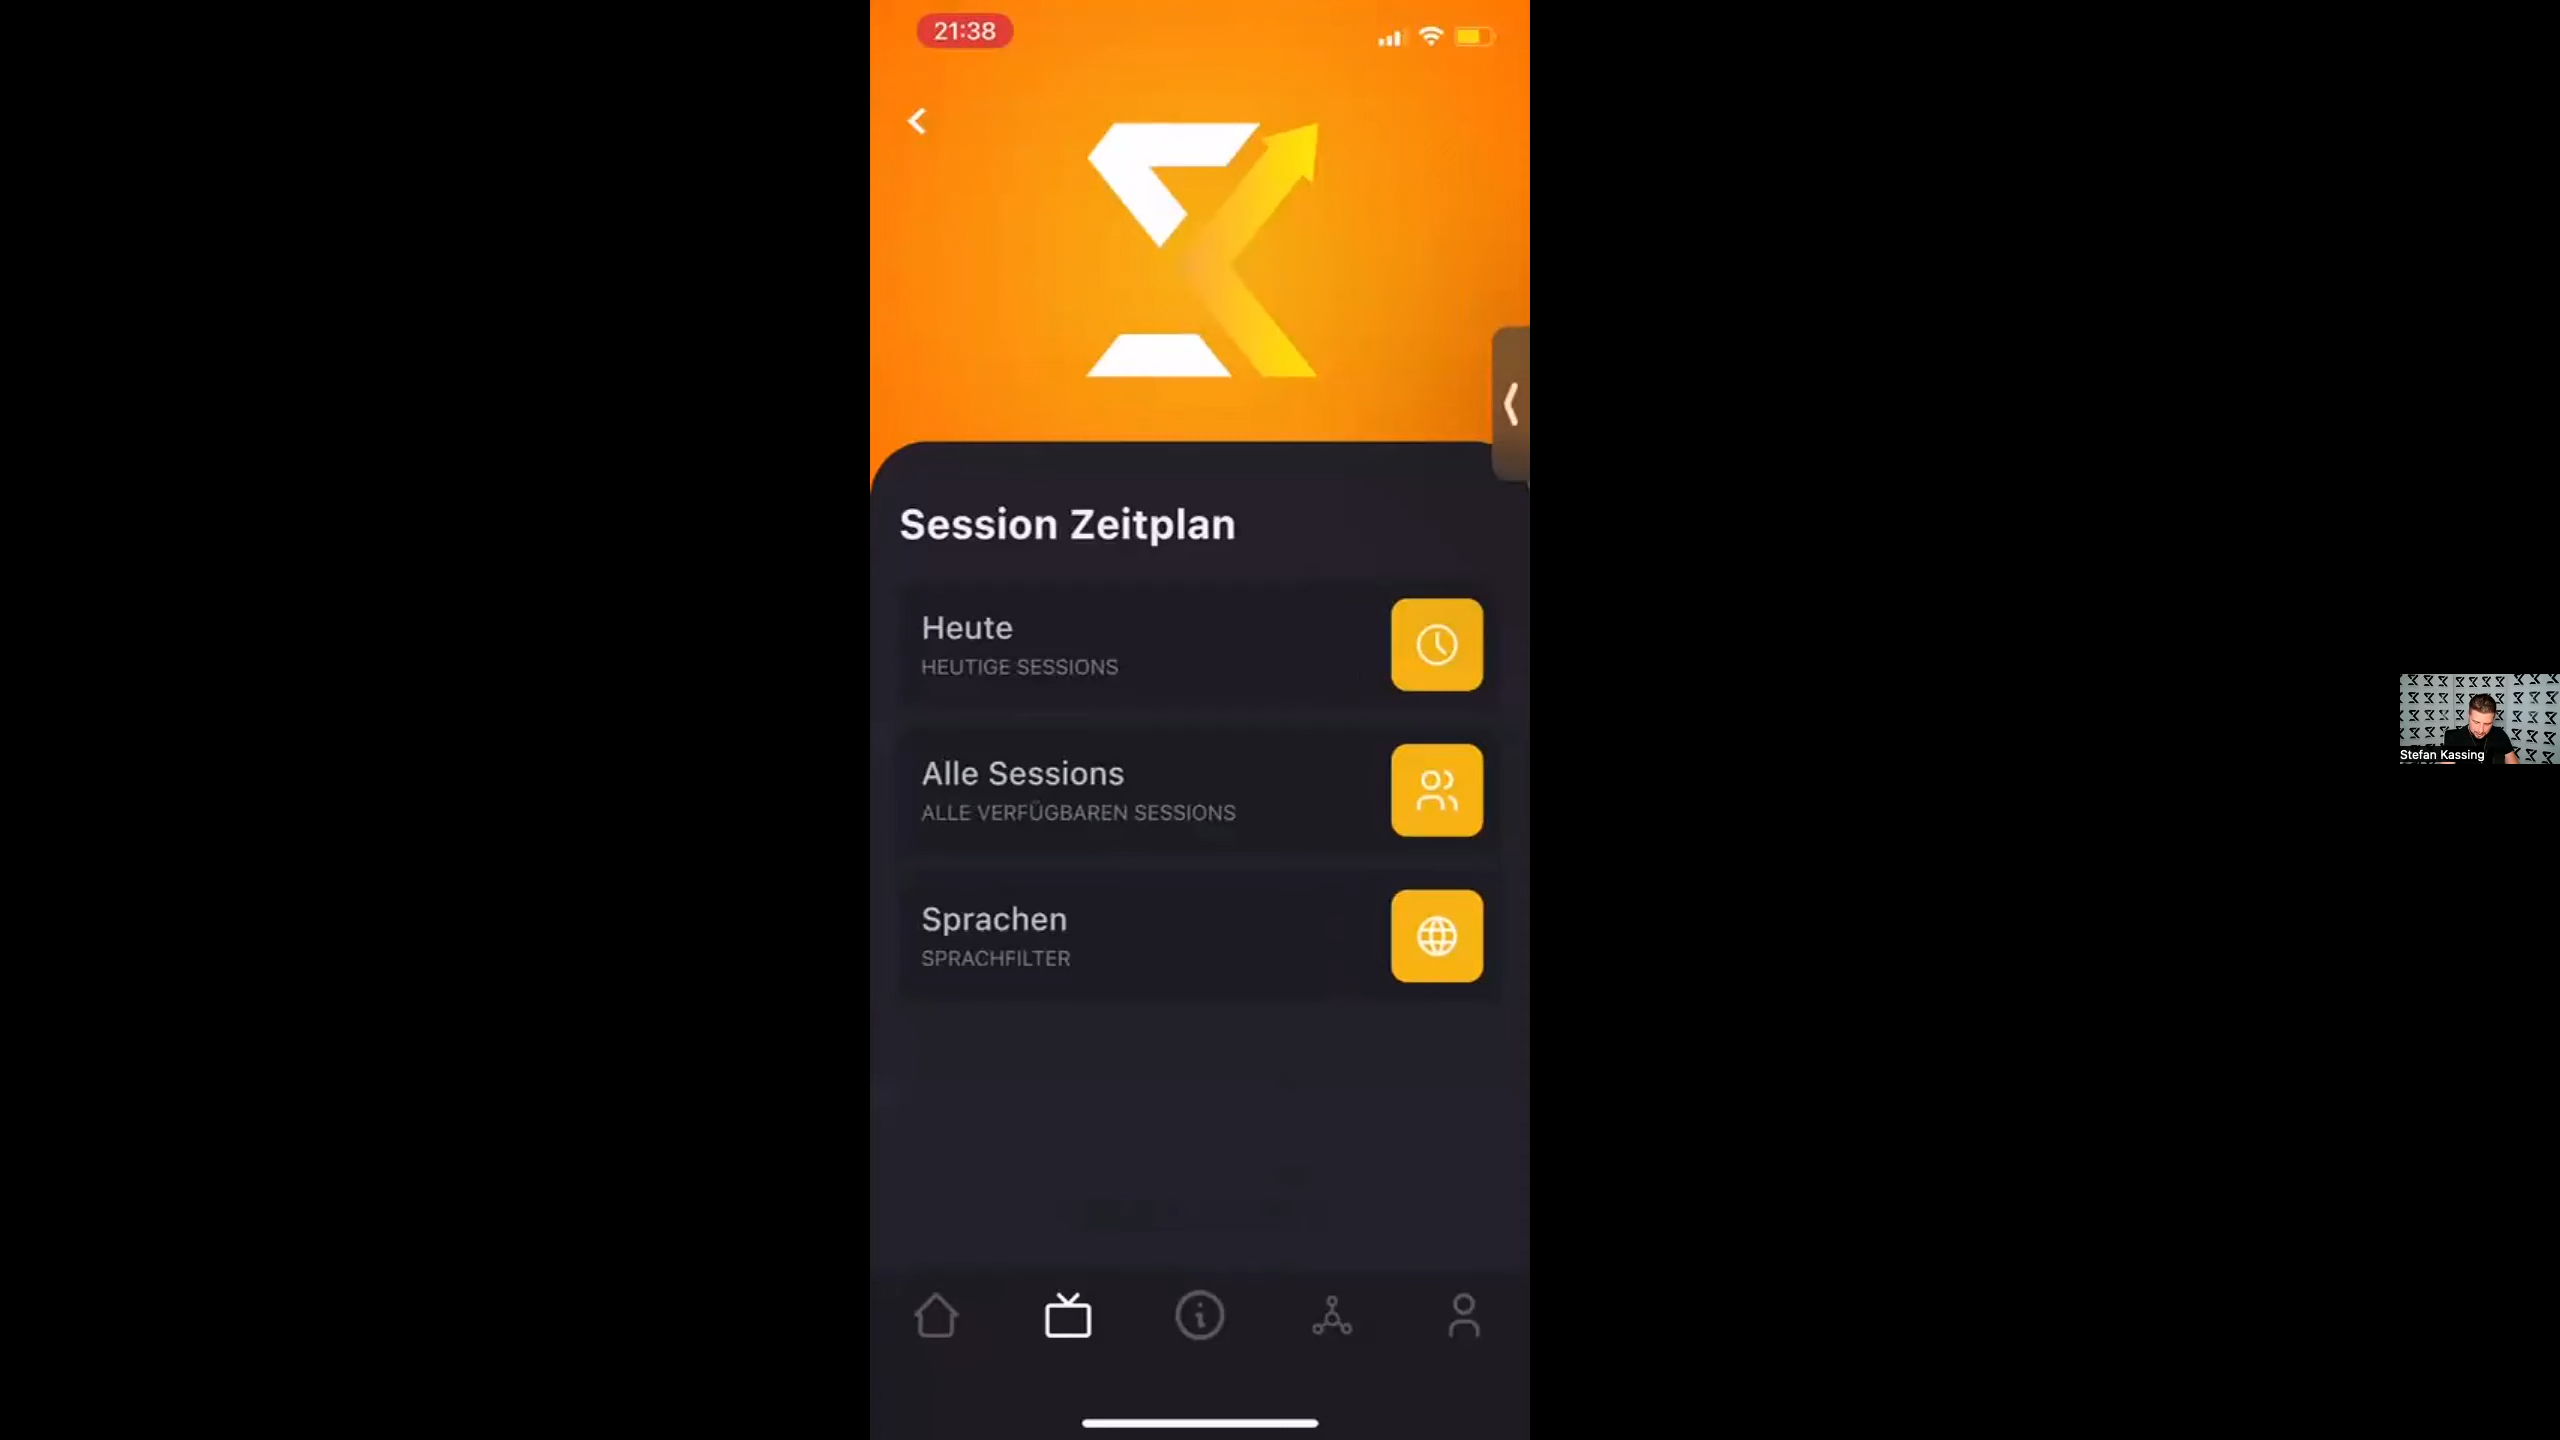 21:38
Session Zeitplan
Heute
HEUTIGE SESSIONS
Alle Sessions
ALLE VERFÜGBAREN SESSIONS
Sprachen
SPRACHFILTER
Stefan Kassing